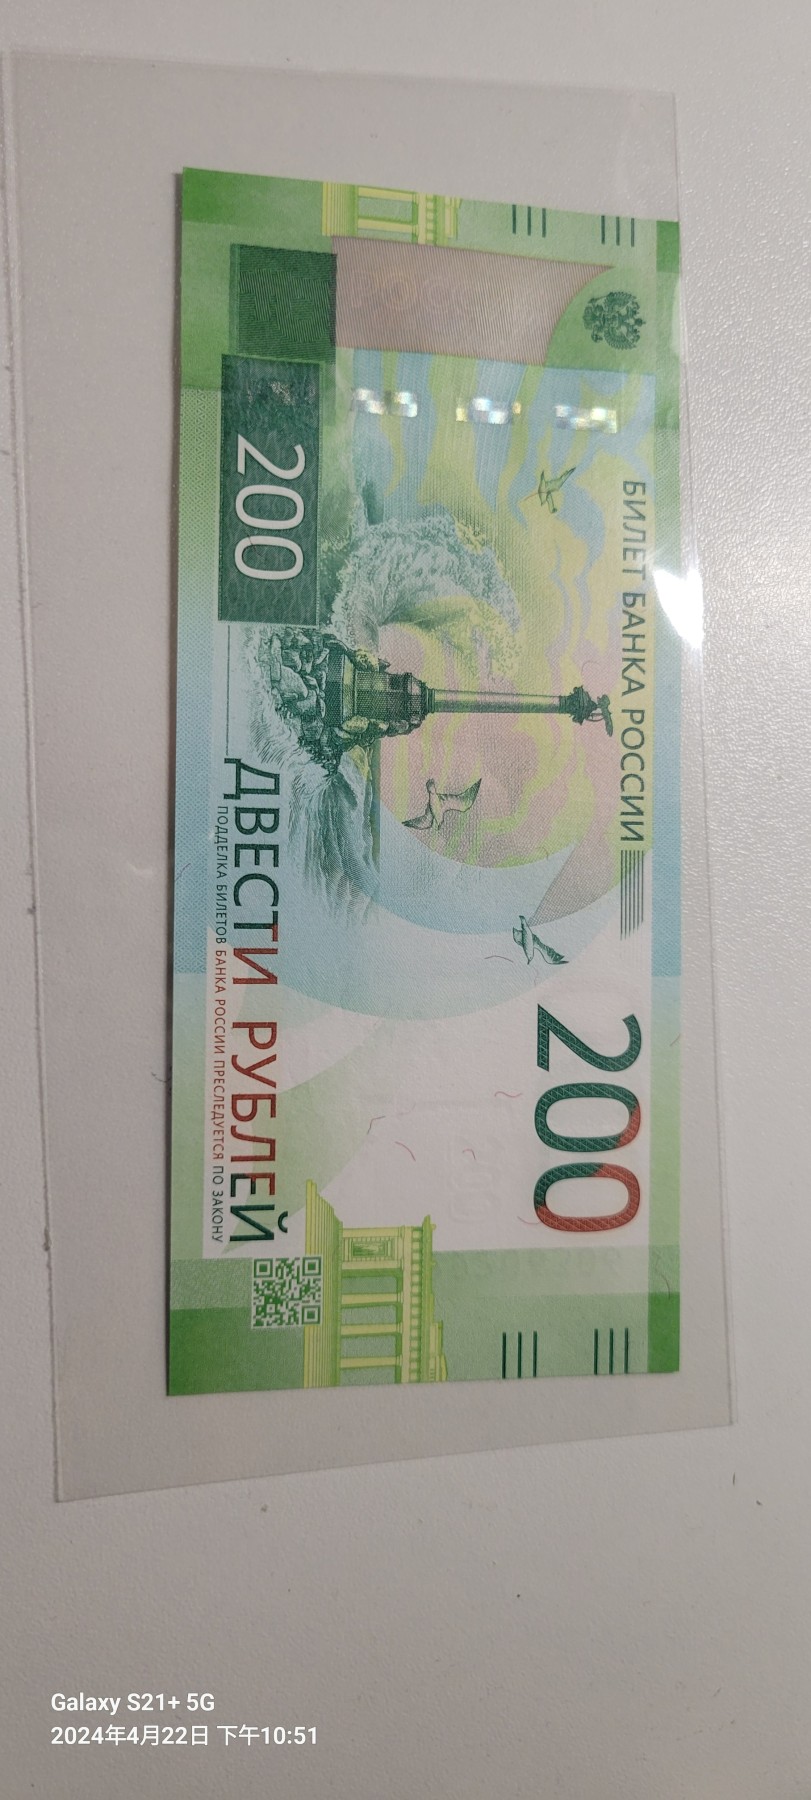 БИЛЕТ БАНКА РОССИИ
200
200
ДВЕСТИ РУБЛЕЙ
ПОДДЕЛКА БИЛЕТОВ БАНКА РОССИИ ПРЕСЛЕДУЕТСЯ ПО ЗАКОНУ
Galaxy S21+ 5G
2024年4月22日 下午10:51